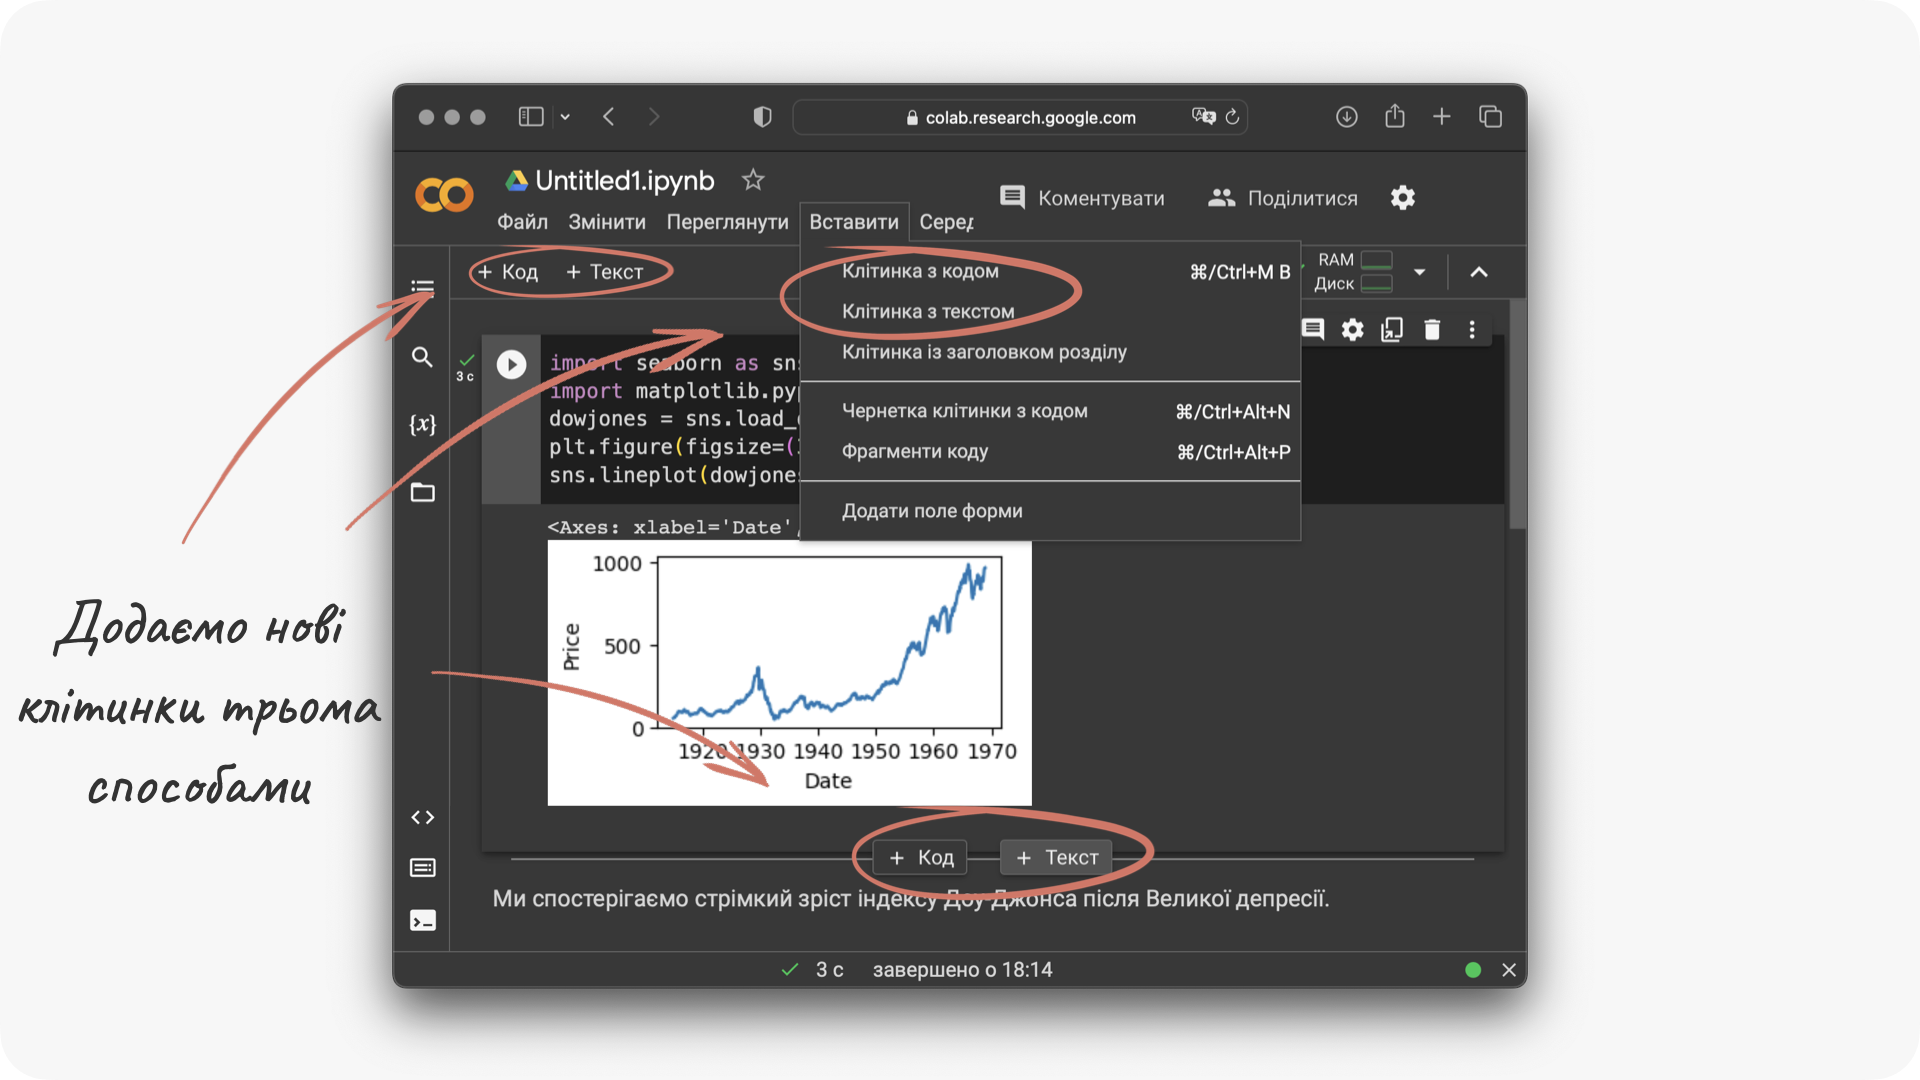 colab.research.google.com
Untitled1.ipynb
Коментувати
Поділитися
Файл Змінити Переглянути Вставити Серед
+ Код + Текст
Клітинка з кодом ⌘/Ctrl+M B
Клітинка з текстом
Клітинка із заголовком розділу
Чернетка клітинки з кодом ⌘/Ctrl+Alt+N
Фрагменти коду ⌘/Ctrl+Alt+P
Додати поле форми
RAM
Диск
{x}
3 с
import seaborn as sns
import matplotlib.pyp
dowjones = sns.load_
plt.figure(figsize=(
sns.lineplot(dowjones
<Axes: xlabel='Date',
1000
500
0
Price
1920 1930 1940 1950 1960 1970
Date
Додаємо нові
клітинки трьома
способами
+ Код + Текст
Ми спостерігаємо стрімкий зріст індексу Доу-Джонса після Великої депресії.
3 с завершено о 18:14